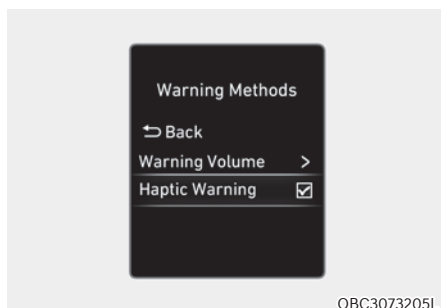 Warning Methods
Back
Warning Volume >
Haptic Warning
OBC3073205L